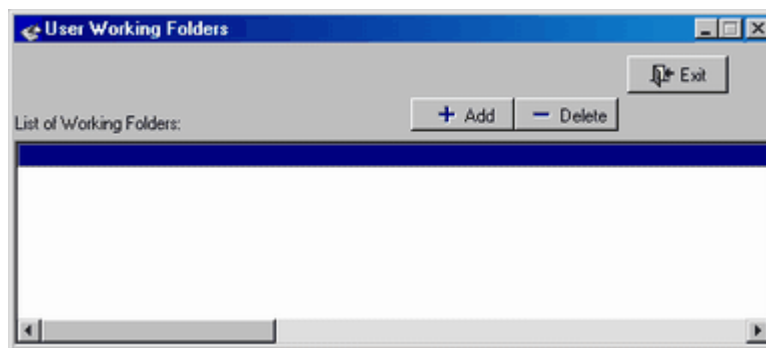 User Working Folders
Exit
Add
Delete
List of Working Folders: